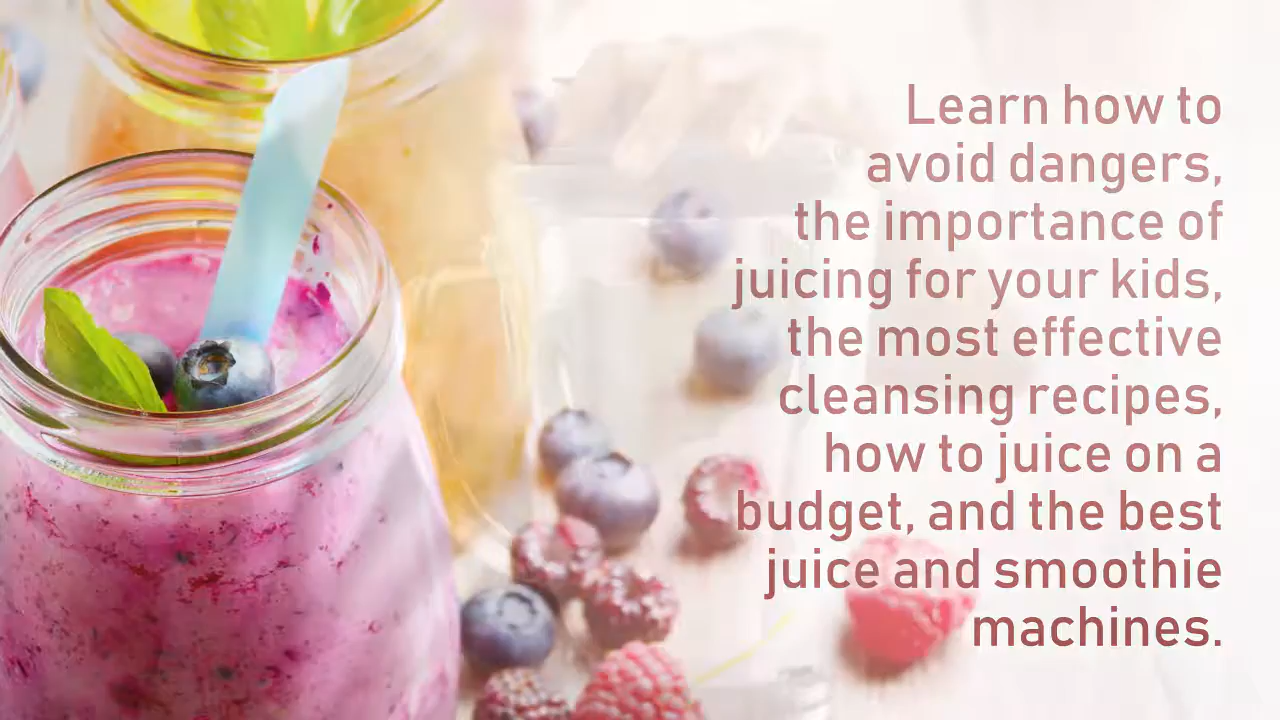 Learn how to
avoid dangers,
the importance of
juicing for your kids,
the most effective
cleansing recipes,
how to juice on a
budget, and the best
juice and smoothie
machines.